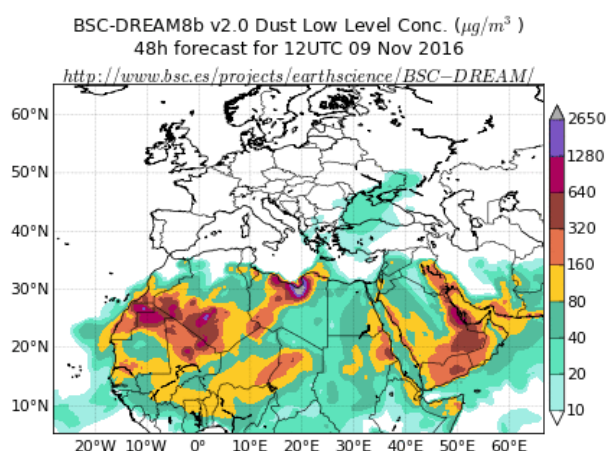 BSC-DREAM8b v2.0 Dust Low Level Conc. (μg/m³ )
48h forecast for 12UTC 09 Nov 2016
http://www.bsc.es/projects/earthscience/BSC−DREAM/
60°N
50°N
40°N
30°N
20°N
10°N
20°W 10°W 0° 10°E 20°E 30°E 40°E 50°E 60°E
2650
1280
640
320
160
80
40
20
10